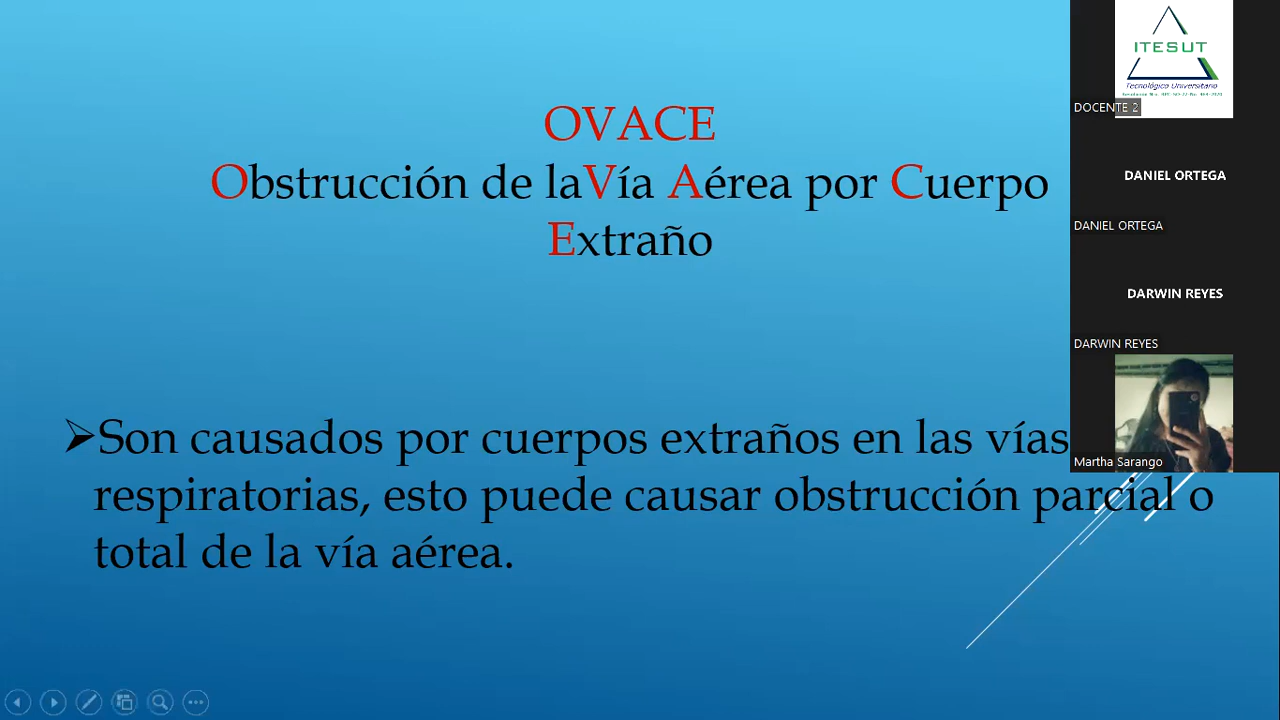 OVACE
Obstrucción de laVía Aérea por Cuerpo
Extraño
➢Son causados por cuerpos extraños en las vías
respiratorias, esto puede causar obstrucción parcial o
total de la vía aérea.
ITESUT
Tecnológico Universitario
DOCENTE 2
DANIEL ORTEGA
DANIEL ORTEGA
DARWIN REYES
DARWIN REYES
Martha Sarango